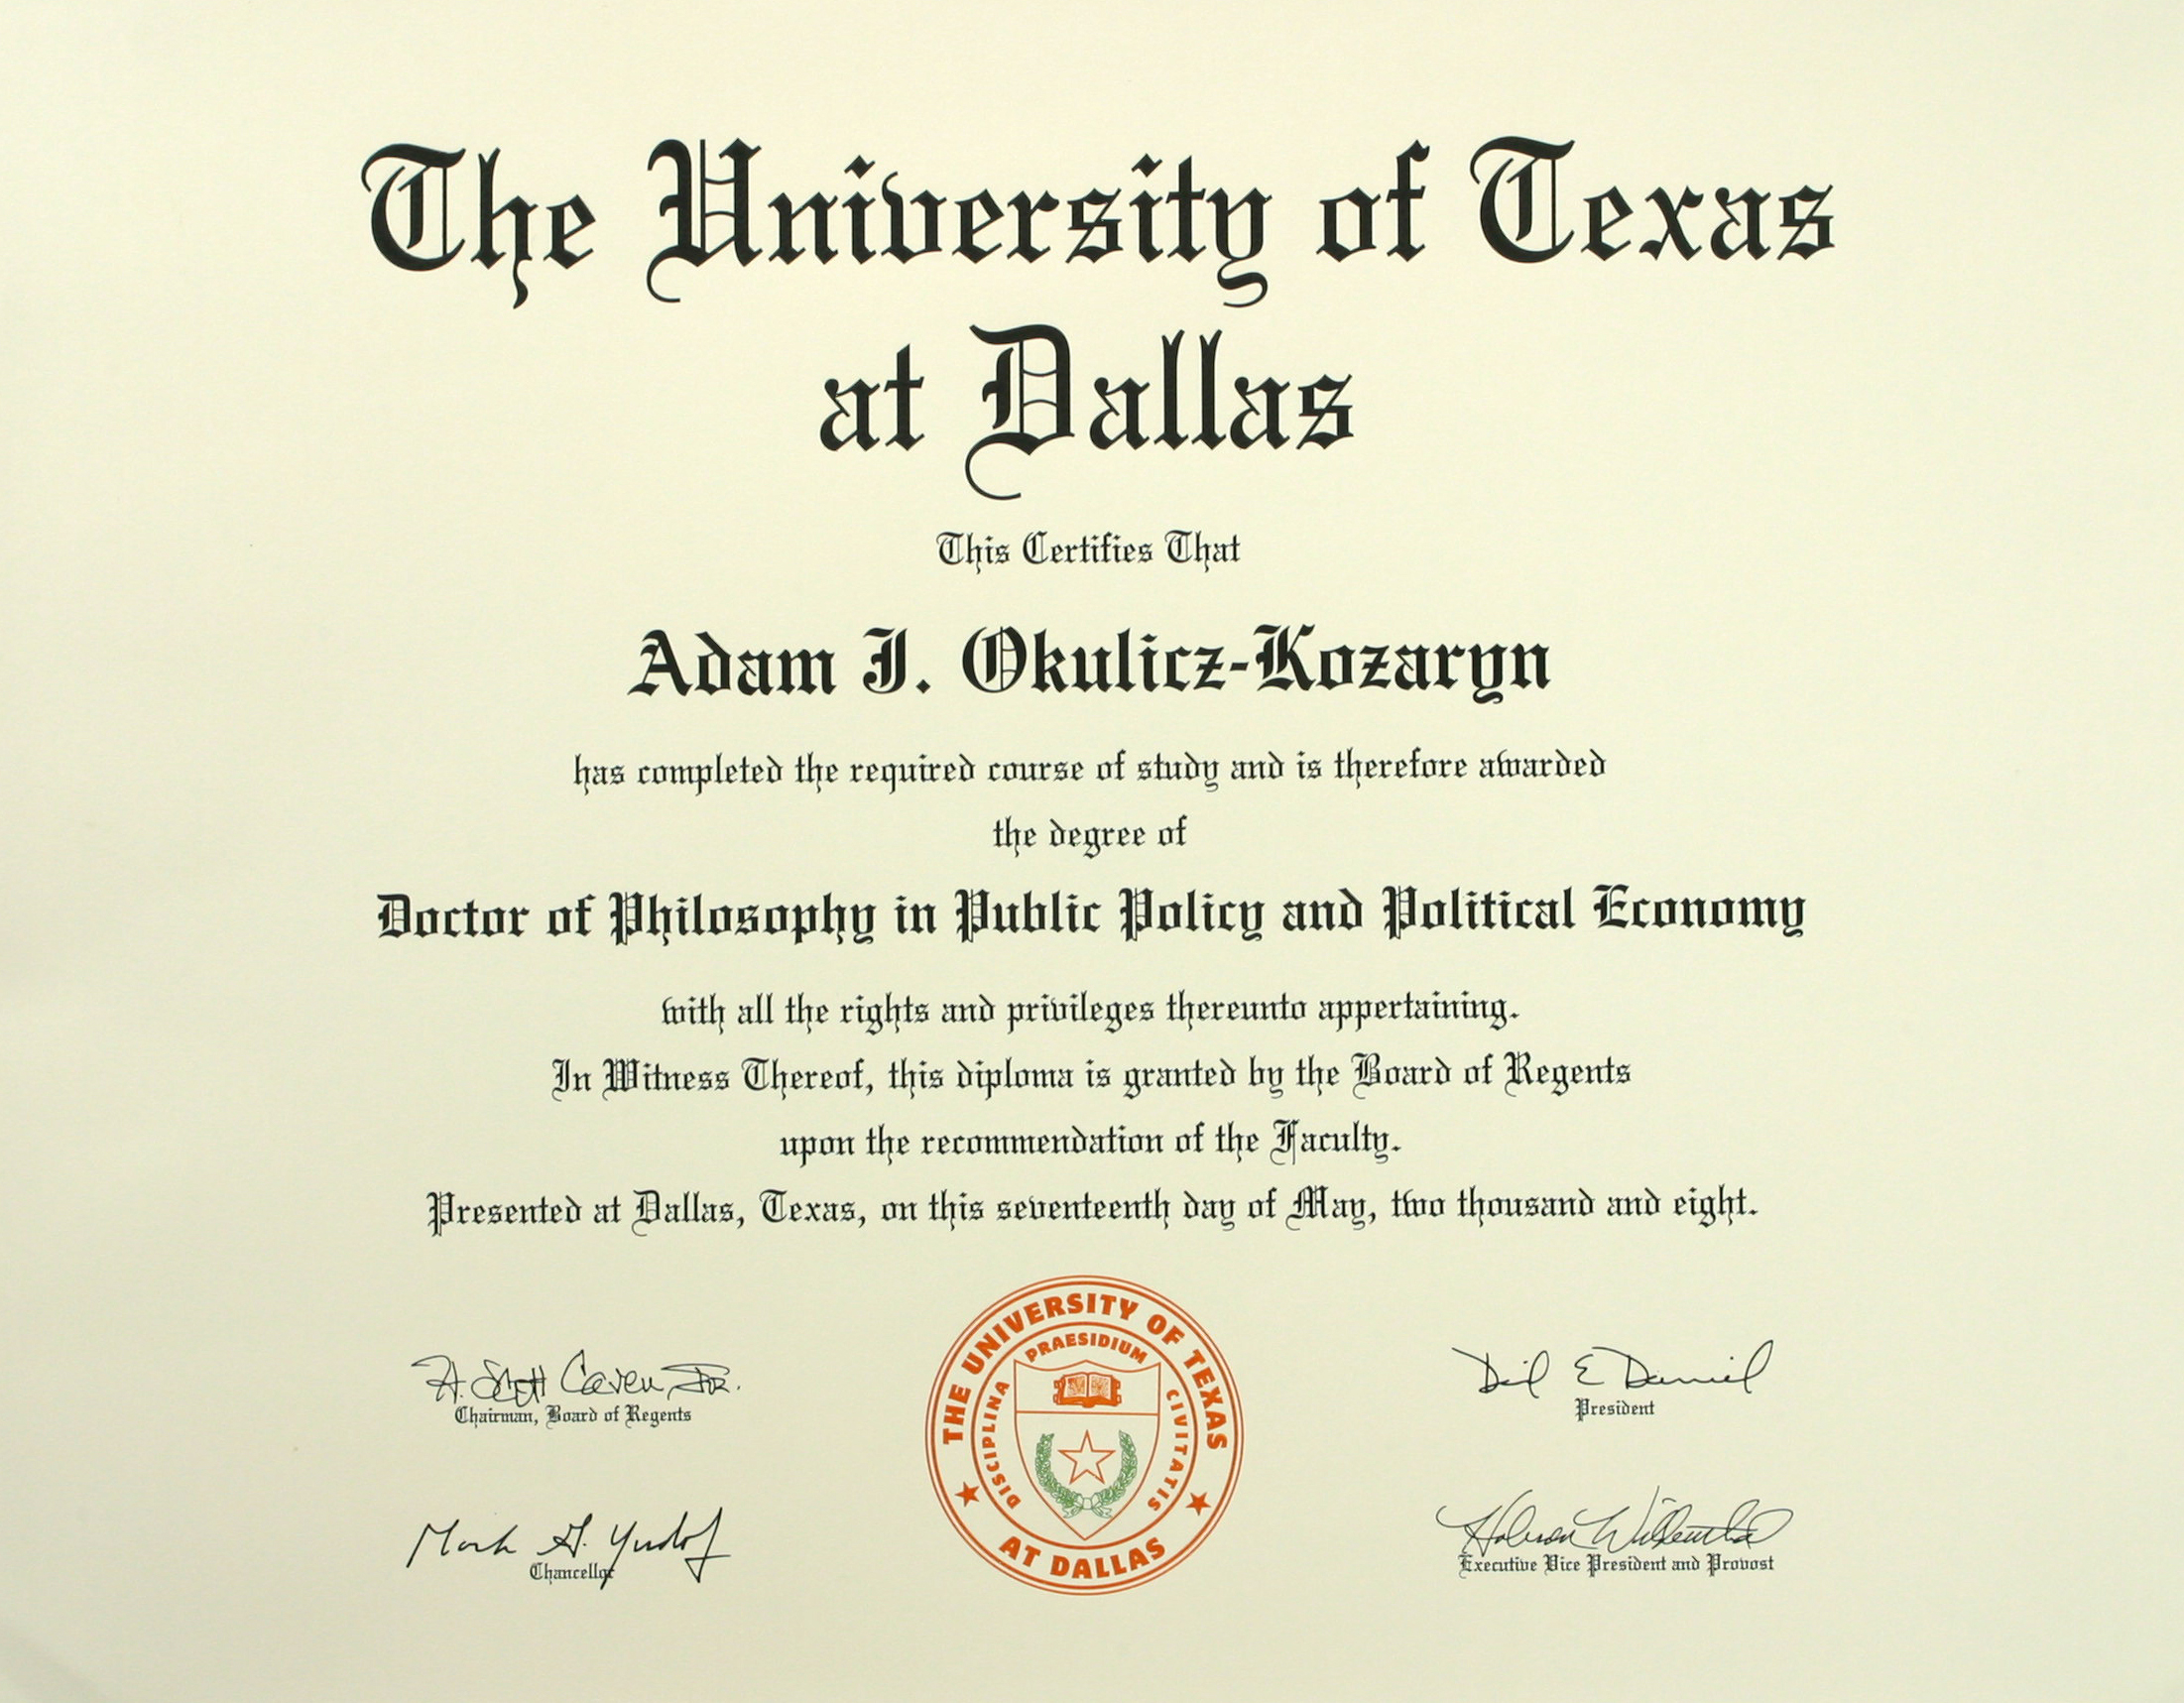 The University of Texas
at Dallas
This Certifies That
Adam J. Okulicz-Kozaryn
has completed the required course of study and is therefore awarded
the degree of
Doctor of Philosophy in Public Policy and Political Economy
with all the rights and privileges thereunto appertaining.
In Witness Thereof, this diploma is granted by the Board of Regents
upon the recommendation of the Faculty.
Presented at Dallas, Texas, on this seventeenth day of May, two thousand and eight.
H. Scott Caven, Jr.
Chairman, Board of Regents
Mark G. Yudof
Chancellor
THE UNIVERSITY OF TEXAS
AT DALLAS
DISCIPLINA PRAESIDIUM CIVITATIS
E Daniel
President
Executive Vice President and Provost